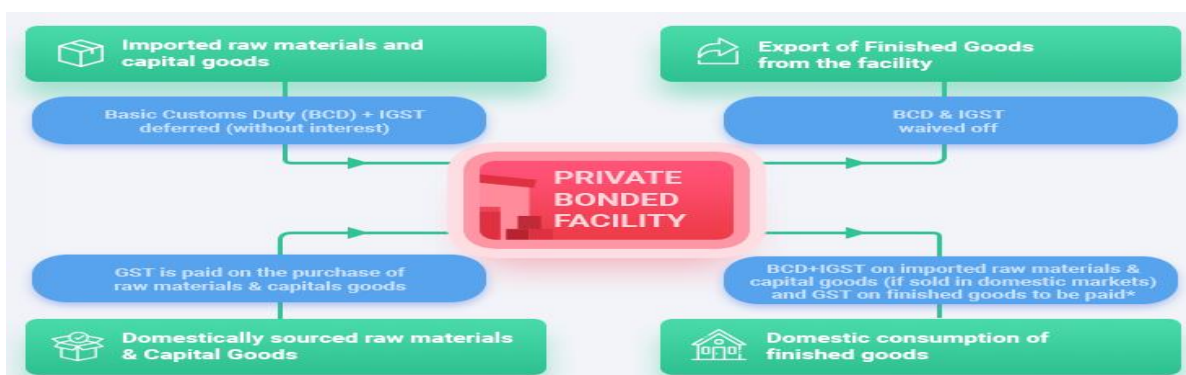 Imported raw materials and
capital goods
Basic Customs Duty (BCD) + IGST
deferred (without interest)
Export of Finished Goods
from the facility
BCD & IGST
waived off
PRIVATE
BONDED
FACILITY
GST is paid on the purchase of
raw materials & capitals goods
Domestically sourced raw materials
& Capital Goods
BCD+IGST on imported raw materials &
capital goods (if sold in domestic markets)
and GST on finished goods to be paid*
Domestic consumption of
finished goods